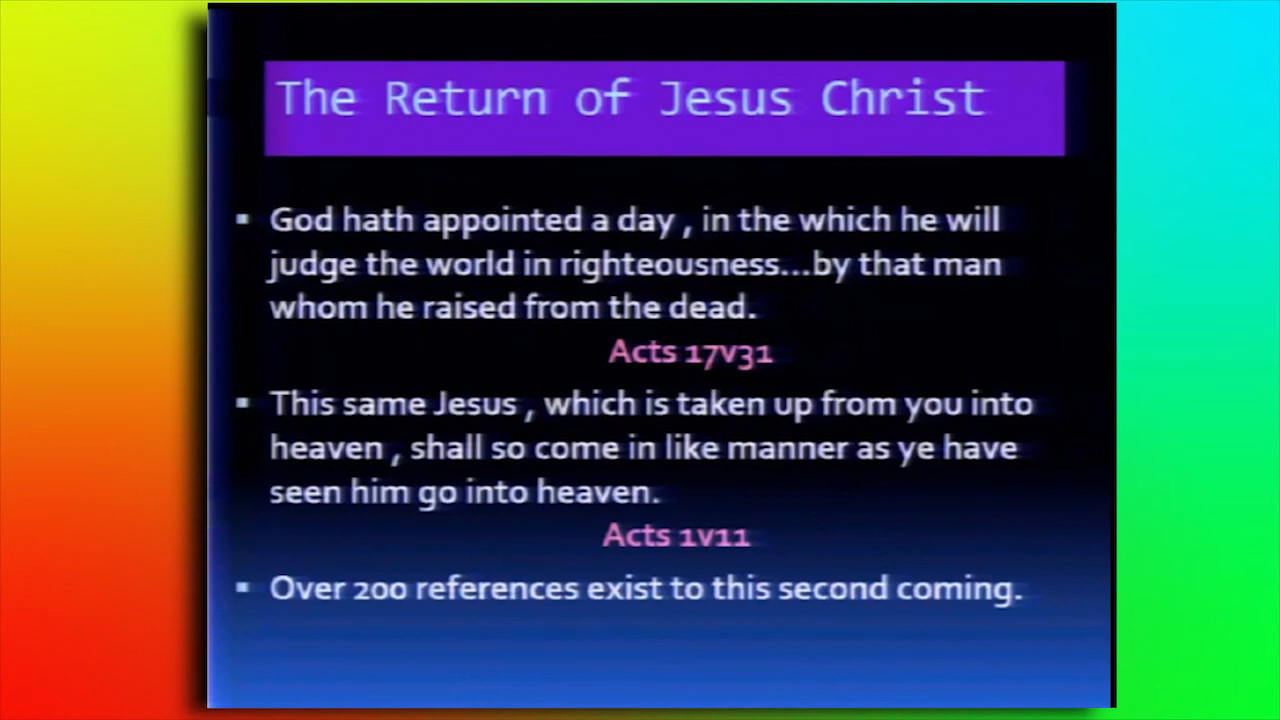 The Return of Jesus Christ
▪ God hath appointed a day , in the which he will
judge the world in righteousness...by that man
whom he raised from the dead.
Acts 17v31
▪ This same Jesus , which is taken up from you into
heaven , shall so come in like manner as ye have
seen him go into heaven.
Acts 1v11
▪ Over 200 references exist to this second coming.